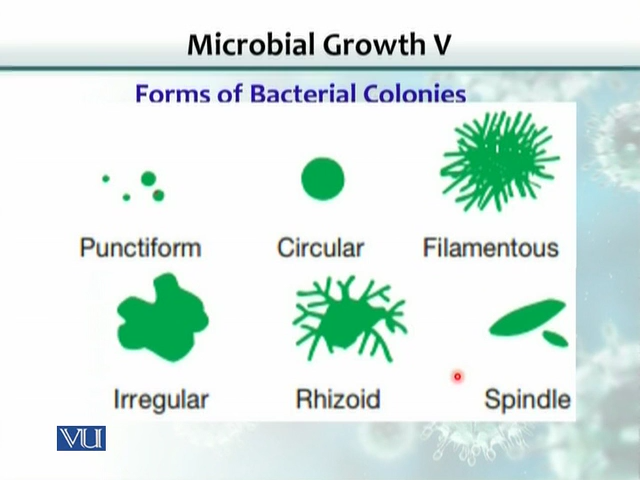 Microbial Growth V
Forms of Bacterial Colonies
Punctiform Circular Filamentous
Irregular Rhizoid Spindle
VU